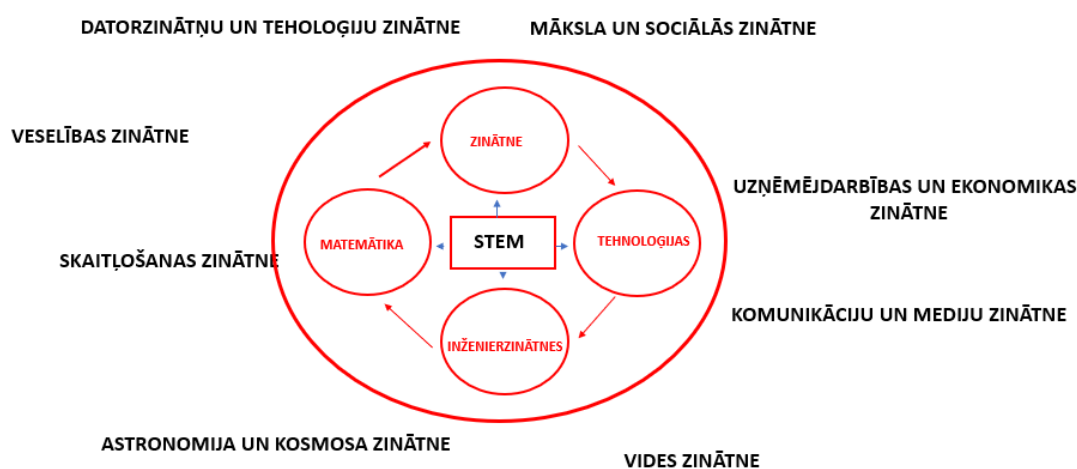 DATORZINĀTŅU UN TEHOLOĢIJU ZINĀTNE
MĀKSLA UN SOCIĀLĀS ZINĀTNE
VESELĪBAS ZINĀTNE
ZINĀTNE
UZŅĒMĒJDARBĪBAS UN EKONOMIKAS
ZINĀTNE
MATEMĀTIKA
STEM
TEHNOLOĢIJAS
SKAITĻOŠANAS ZINĀTNE
KOMUNIKĀCIJU UN MEDIJU ZINĀTNE
INŽENIERZINĀTNES
ASTRONOMIJA UN KOSMOSA ZINĀTNE
VIDES ZINĀTNE